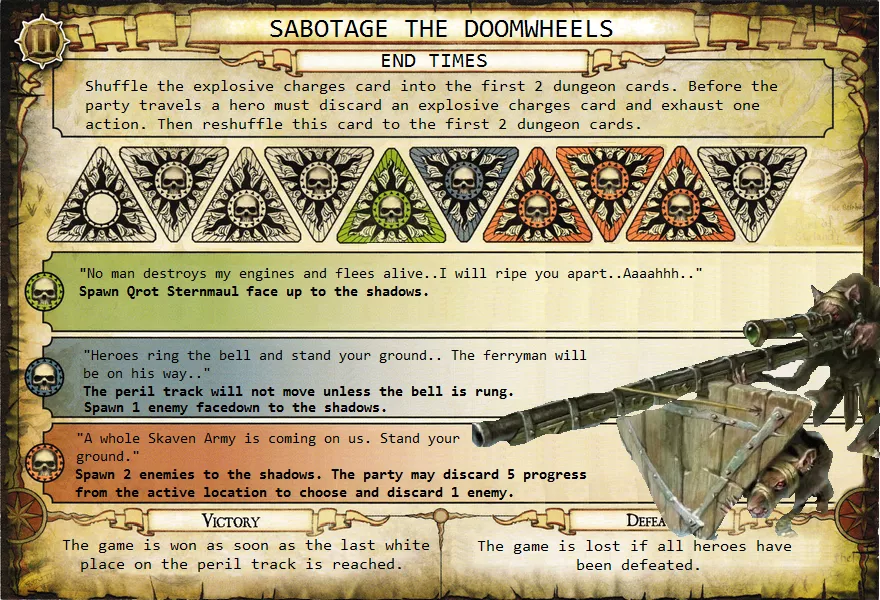 II
SABOTAGE THE DOOMWHEELS
END TIMES
Shuffle the explosive charges card into the first 2 dungeon cards. Before the
party travels a hero must discard an explosive charges card and exhaust one
action. Then reshuffle this card to the first 2 dungeon cards.
"No man destroys my engines and flees alive..I will ripe you apart..Aaaahhh.."
Spawn Qrot Sternmaul face up to the shadows.
"Heroes ring the bell and stand your ground.. The ferryman will
be on his way.."
The peril track will not move unless the bell is rung.
Spawn 1 enemy facedown to the shadows.
"A whole Skaven Army is coming on us. Stand your
ground."
Spawn 2 enemies to the shadows. The party may discard 5 progress
from the active location to choose and discard 1 enemy.
VICTORY
The game is won as soon as the last white
place on the peril track is reached.
DEFEA
The game is lost if all heroes have
been defeated.